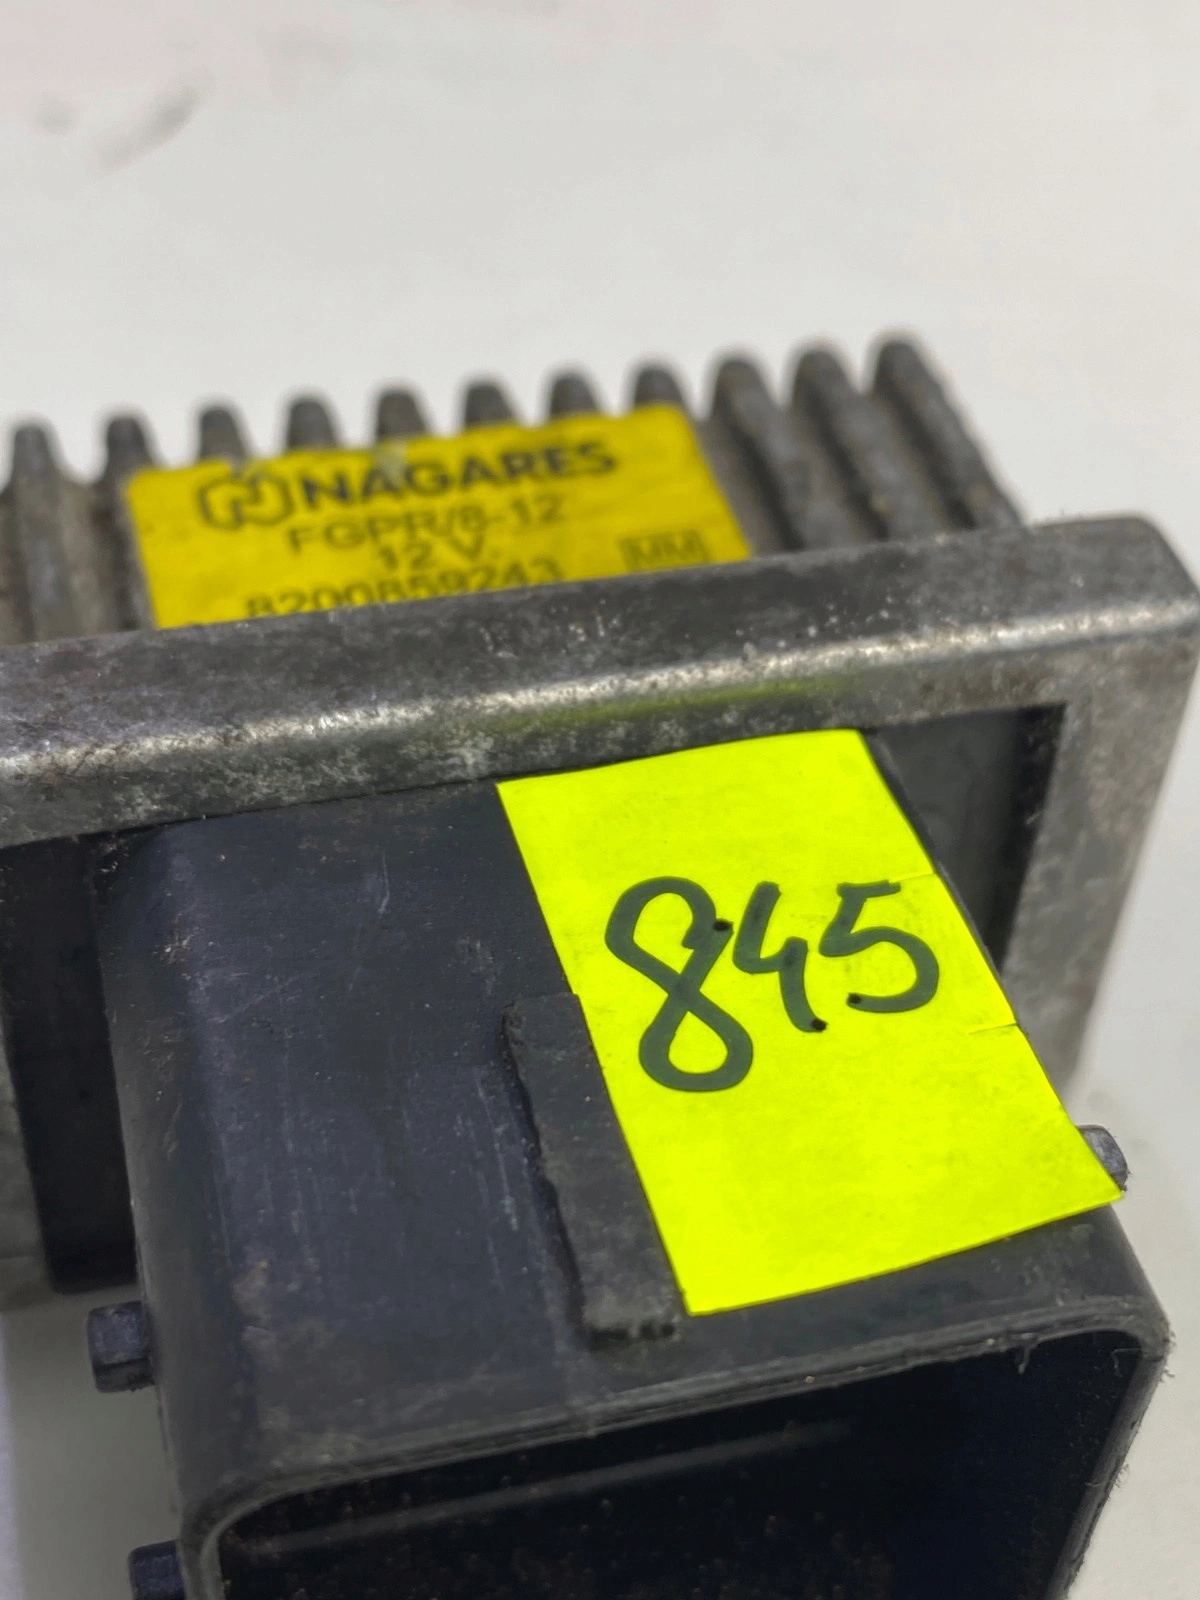 NAGARES
FGPR/8-12
12 V.
8200859243
MM
845